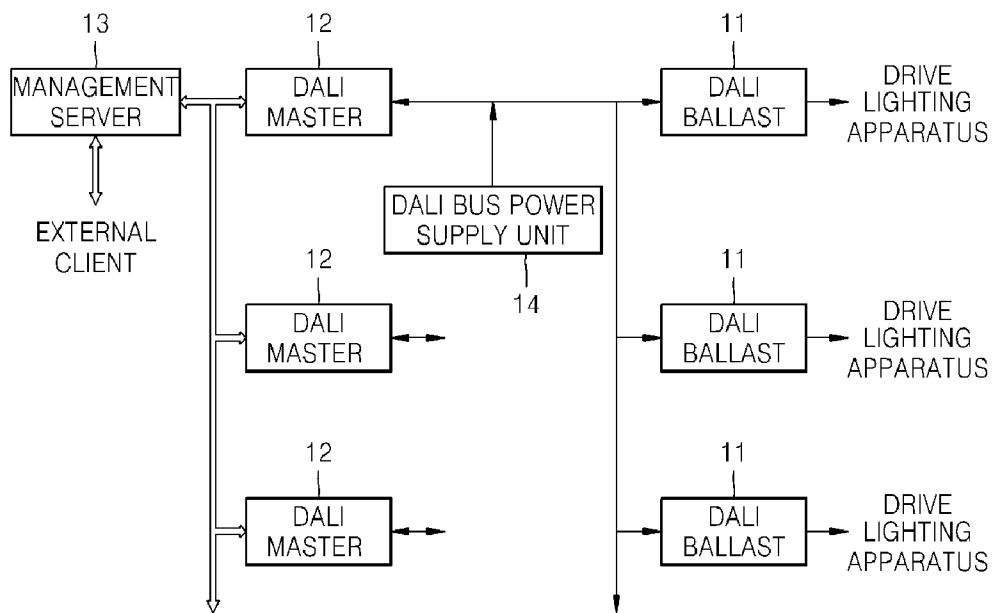 13
MANAGEMENT
SERVER
EXTERNAL
CLIENT
12
DALI
MASTER
11
DALI
BALLAST
DRIVE
LIGHTING
APPARATUS
DALI BUS POWER
SUPPLY UNIT
14
12
DALI
MASTER
11
DALI
BALLAST
DRIVE
LIGHTING
APPARATUS
12
DALI
MASTER
11
DALI
BALLAST
DRIVE
LIGHTING
APPARATUS